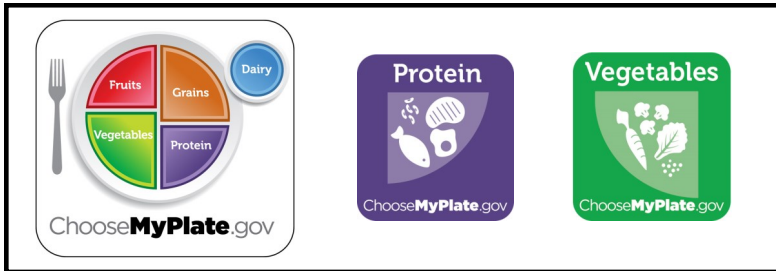 Fruits
Grains
Dairy
Vegetables
Protein
ChooseMyPlate.gov
Protein
ChooseMyPlate.gov
Vegetables
ChooseMyPlate.gov